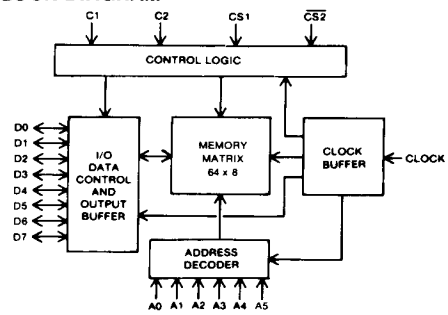 C1 C2 CS1 C̅S̅2̅
CONTROL LOGIC
D0
D1
D2
D3
D4
D5
D6
D7
I/O
DATA
CONTROL
AND
OUTPUT
BUFFER
MEMORY
MATRIX
64 x 8
CLOCK
BUFFER
CLOCK
ADDRESS
DECODER
A0 A1 A2 A3 A4 A5